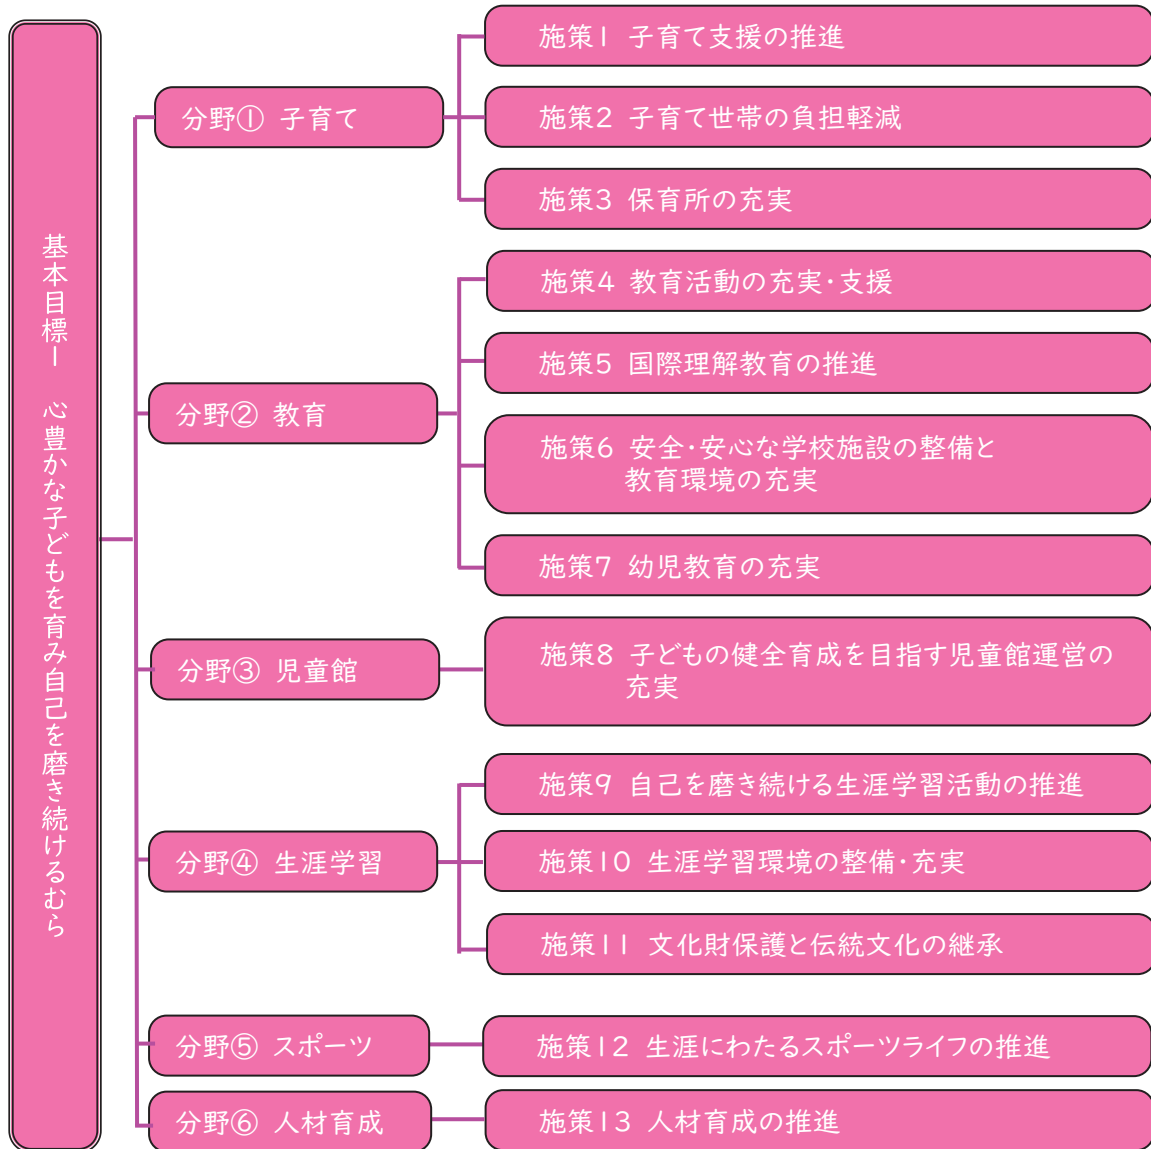 基本目標1 心豊かな子どもを育み自己を磨き続けるむら
分野① 子育て
施策1 子育て支援の推進
施策2 子育て世帯の負担軽減
施策3 保育所の充実
分野② 教育
施策4 教育活動の充実・支援
施策5 国際理解教育の推進
施策6 安全・安心な学校施設の整備と
教育環境の充実
施策7 幼児教育の充実
分野③ 児童館
施策8 子どもの健全育成を目指す児童館運営の
充実
分野④ 生涯学習
施策9 自己を磨き続ける生涯学習活動の推進
施策10 生涯学習環境の整備・充実
施策11 文化財保護と伝統文化の継承
分野⑤ スポーツ
施策12 生涯にわたるスポーツライフの推進
分野⑥ 人材育成
施策13 人材育成の推進